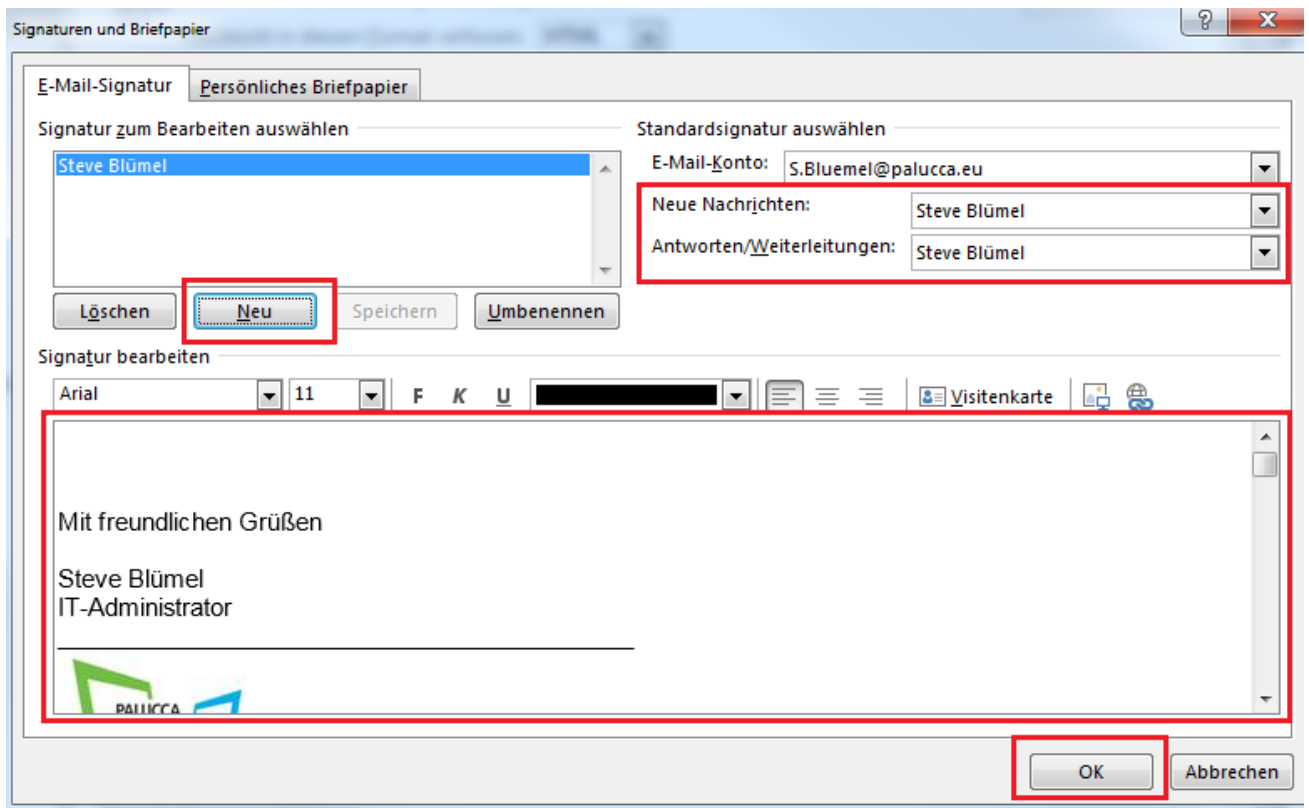 Signaturen und Briefpapier
E-Mail-Signatur
Persönliches Briefpapier
Signatur zum Bearbeiten auswählen
Standardsignatur auswählen
Steve Blümel
E-Mail-Konto:
S.Bluemel@palucca.eu
Neue Nachrichten:
Steve Blümel
Antworten/Weiterleitungen:
Steve Blümel
Löschen
Neu
Speichern
Umbenennen
Signatur bearbeiten
Arial
11
F
K
U
Visitenkarte
Mit freundlichen Grüßen
Steve Blümel
IT-Administrator
PALUCCA
OK
Abbrechen